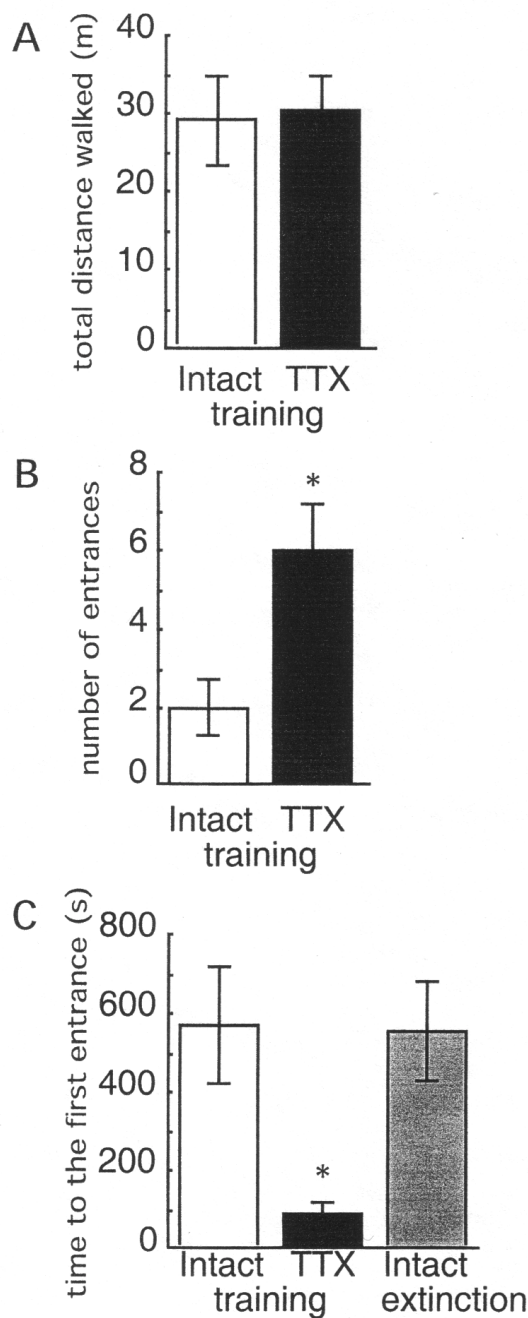 A
total distance walked (m)
40
30
20
10
0
Intact TTX
training
B
number of entrances
8
6
4
2
0
*
Intact TTX
training
C
time to the first entrance (s)
800
600
400
200
0
*
Intact TTX Intact
training extinction